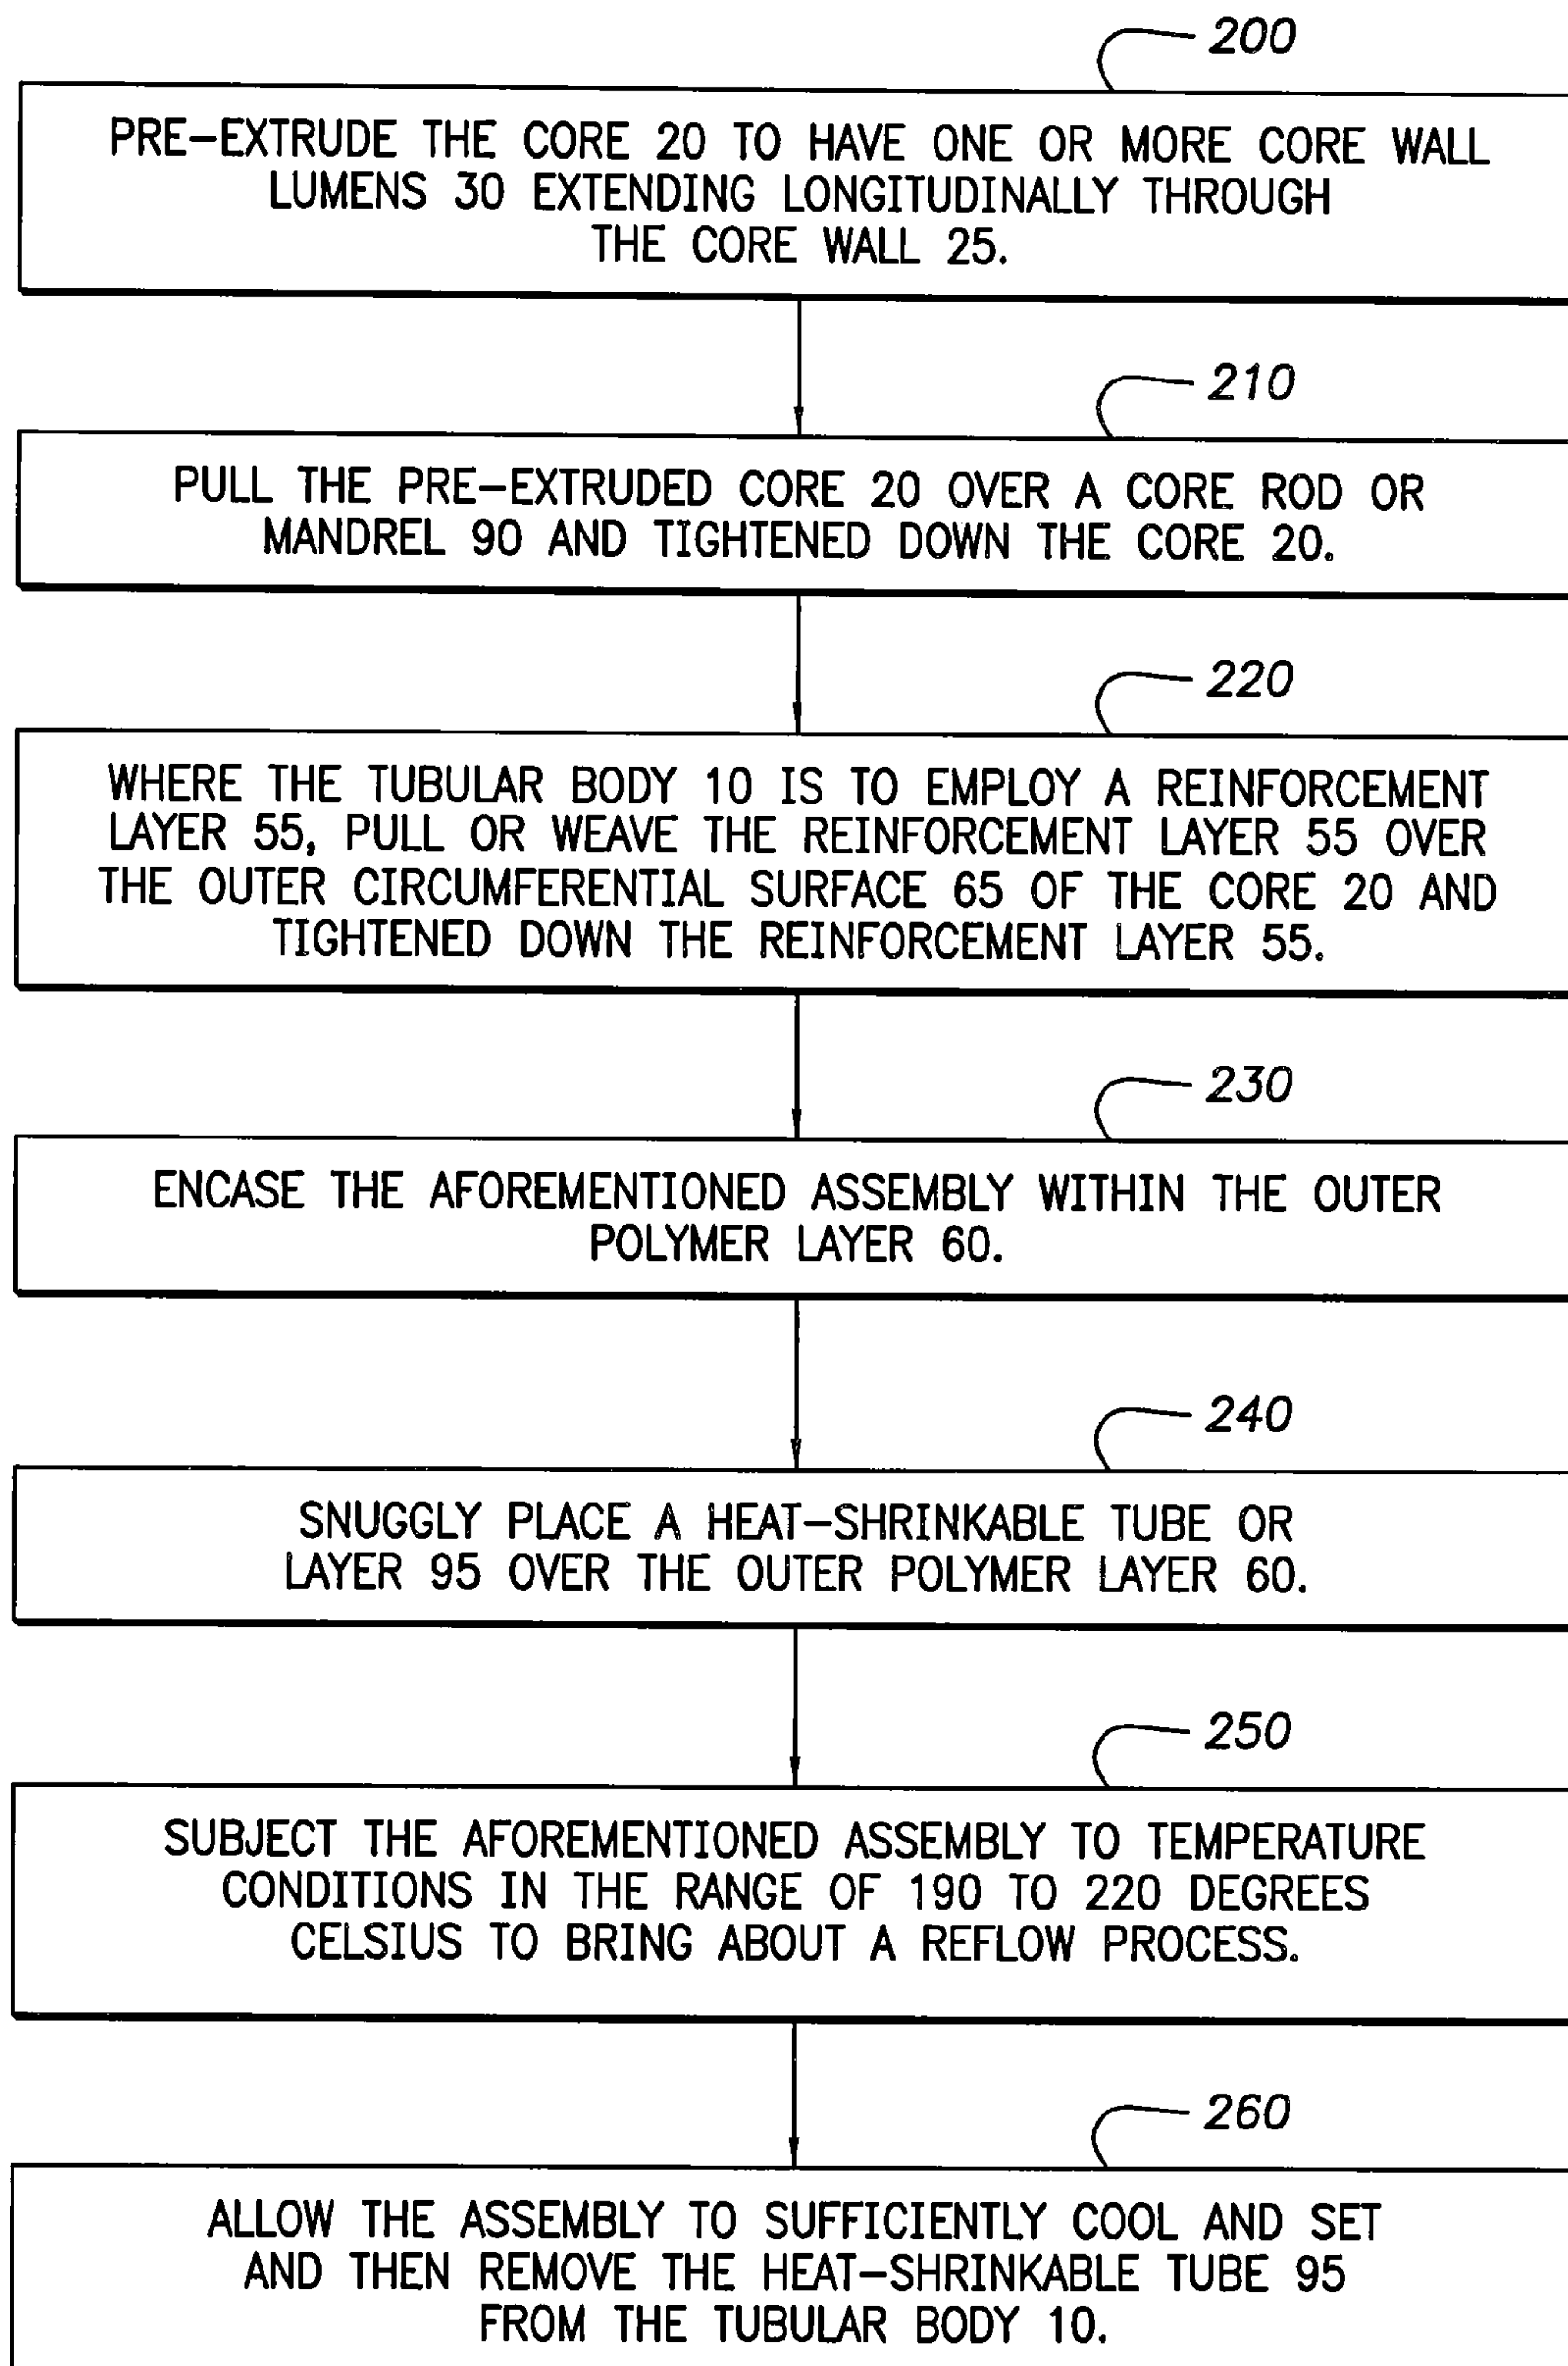 200
PRE-EXTRUDE THE CORE 20 TO HAVE ONE OR MORE CORE WALL
LUMENS 30 EXTENDING LONGITUDINALLY THROUGH
THE CORE WALL 25.
210
PULL THE PRE-EXTRUDED CORE 20 OVER A CORE ROD OR
MANDREL 90 AND TIGHTENED DOWN THE CORE 20.
220
WHERE THE TUBULAR BODY 10 IS TO EMPLOY A REINFORCEMENT
LAYER 55, PULL OR WEAVE THE REINFORCEMENT LAYER 55 OVER
THE OUTER CIRCUMFERENTIAL SURFACE 65 OF THE CORE 20 AND
TIGHTENED DOWN THE REINFORCEMENT LAYER 55.
230
ENCASE THE AFOREMENTIONED ASSEMBLY WITHIN THE OUTER
POLYMER LAYER 60.
240
SNUGGLY PLACE A HEAT-SHRINKABLE TUBE OR
LAYER 95 OVER THE OUTER POLYMER LAYER 60.
250
SUBJECT THE AFOREMENTIONED ASSEMBLY TO TEMPERATURE
CONDITIONS IN THE RANGE OF 190 TO 220 DEGREES
CELSIUS TO BRING ABOUT A REFLOW PROCESS.
260
ALLOW THE ASSEMBLY TO SUFFICIENTLY COOL AND SET
AND THEN REMOVE THE HEAT-SHRINKABLE TUBE 95
FROM THE TUBULAR BODY 10.